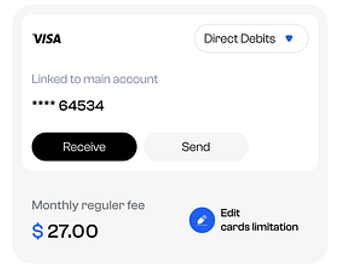 VISA
Direct Debits
Linked to main account
**** 64534
Receive
Send
Monthly reguler fee
$ 27.00
Edit
cards limitation